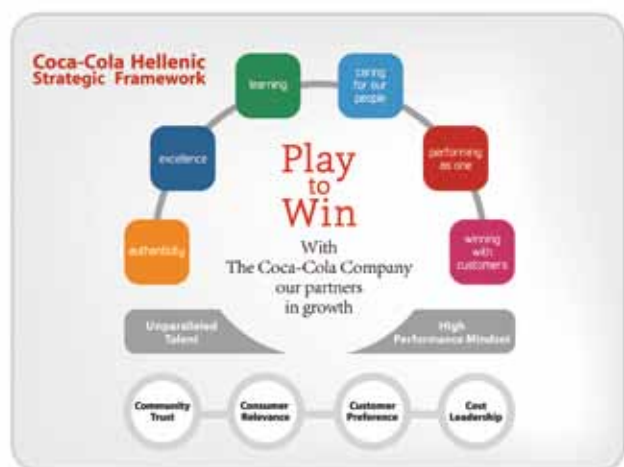 Coca-Cola Hellenic
Strategic Framework
authenticity
excellence
learning
caring
for our
people
performing
as one
winning
with
customers
Play
to
Win
With
The Coca-Cola Company
our partners
in growth
Unparalleled
Talent
High
Performance Mindset
Community
Trust
Consumer
Relevance
Customer
Preference
Cost
Leadership